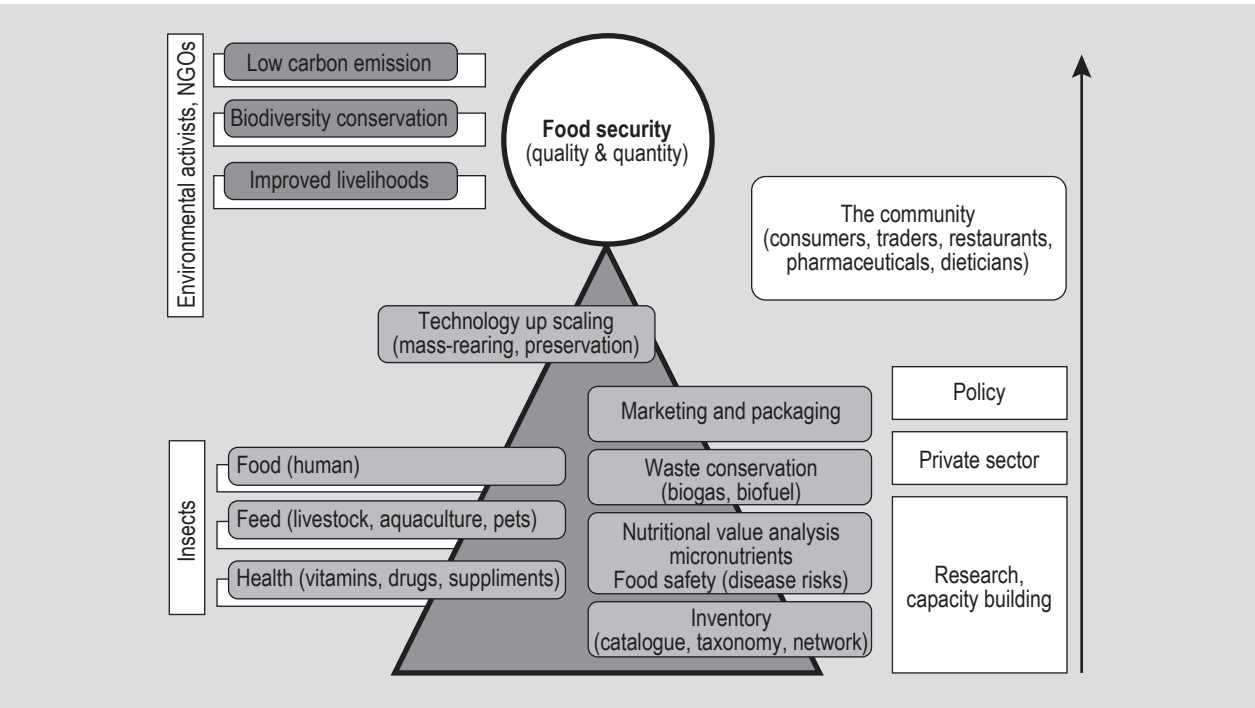 Environmental activists, NGOs
Low carbon emission
Biodiversity conservation
Improved livelihoods
Food security
(quality & quantity)
The community
(consumers, traders, restaurants,
pharmaceuticals, dieticians)
Technology up scaling
(mass-rearing, preservation)
Insects
Food (human)
Feed (livestock, aquaculture, pets)
Health (vitamins, drugs, suppliments)
Marketing and packaging
Waste conservation
(biogas, biofuel)
Nutritional value analysis
micronutrients
Food safety (disease risks)
Inventory
(catalogue, taxonomy, network)
Policy
Private sector
Research,
capacity building